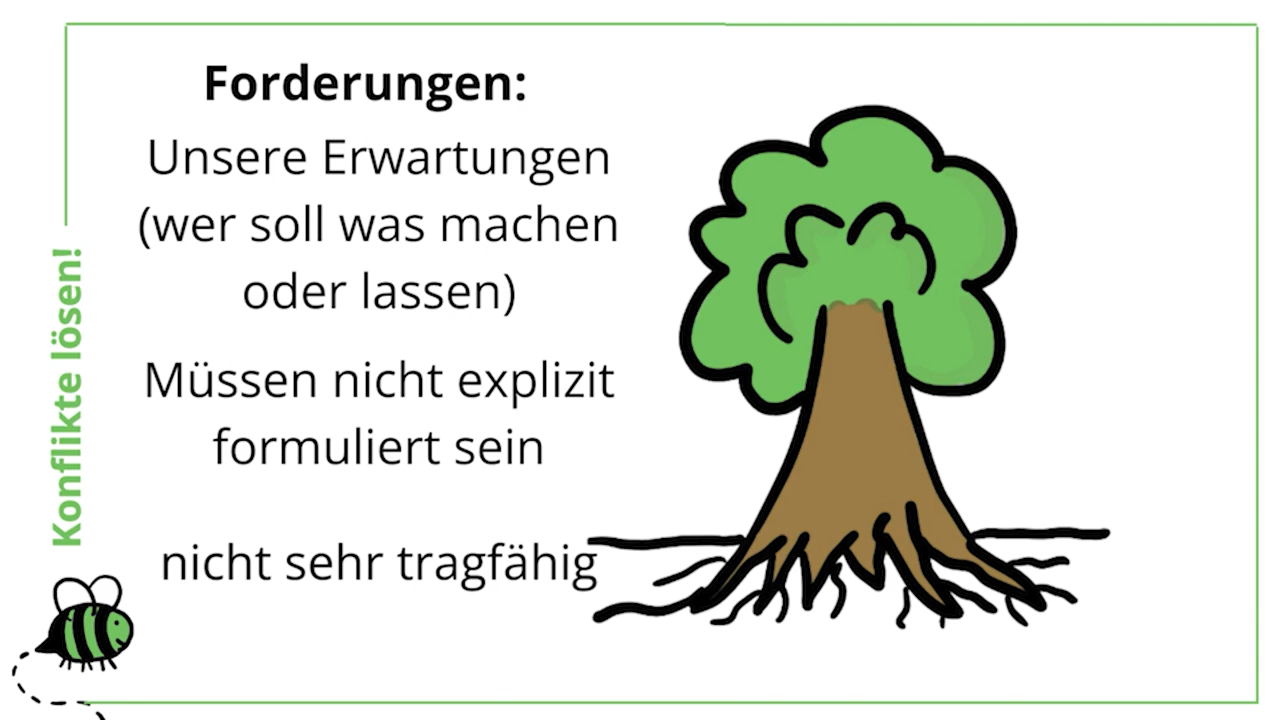 Forderungen:
Unsere Erwartungen
(wer soll was machen
oder lassen)
Müssen nicht explizit
formuliert sein
nicht sehr tragfähig
Konflikte lösen!